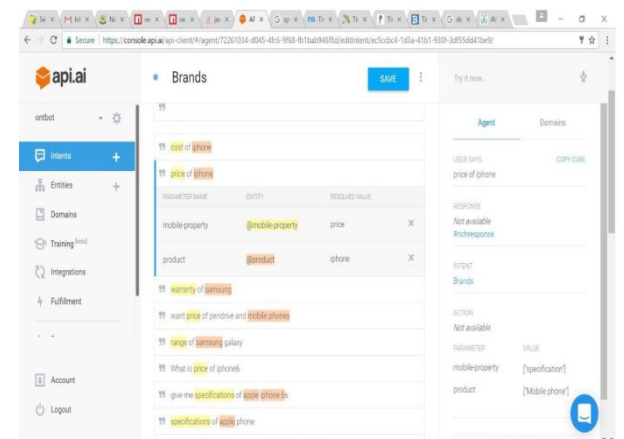 Secure https://console.api.ai/api-client/#/agent/72261034-d045-4fc6-9f68-fb1bab946f8d/editIntent/ec5ccbc4-1d3a-41b1-930f-3df55dd41be9/
api.ai
Brands
SAVE
Try it now...
ontbot
Intents
Entities
Domains
Training [beta]
Integrations
Fulfillment
Account
Logout
cost of iphone
price of iphone
PARAMETER NAME ENTITY RESOLVED VALUE
mobile-property @mobile-property price
product @product iphone
warranty of samsung
want price of pendrive and mobile phones
range of samsung galaxy
What is price of iphone6
give me specifications of apple iphone 6s
specifications of apple phone
Agent Domains
USER SAYS COPY CURL
price of iphone
RESPONSE
Not available
#richresponse
INTENT
Brands
ACTION
Not available
PARAMETER VALUE
mobile-property ["specification"]
product ["Mobile phone"]